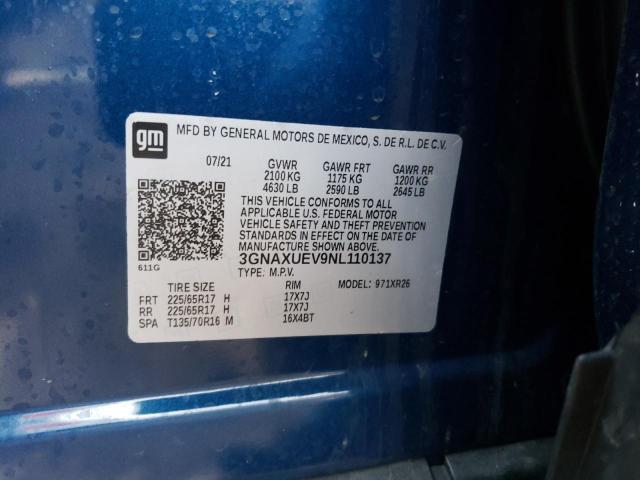 gm
MFD BY GENERAL MOTORS DE MEXICO, S. DE R.L. DE C.V.
07/21 GVWR GAWR FRT GAWR RR
2100 KG 1175 KG 1200 KG
4630 LB 2590 LB 2645 LB
THIS VEHICLE CONFORMS TO ALL
APPLICABLE U.S. FEDERAL MOTOR
VEHICLE SAFETY AND THEFT PREVENTION
STANDARDS IN EFFECT ON THE DATE OF
MANUFACTURE SHOWN ABOVE.
3GNAXUEV9NL110137
611G
TYPE: M.P.V.
TIRE SIZE RIM MODEL: 971XR26
FRT 225/65R17 H 17X7J
RR 225/65R17 H 17X7J
SPA T135/70R16 M 16X4BT